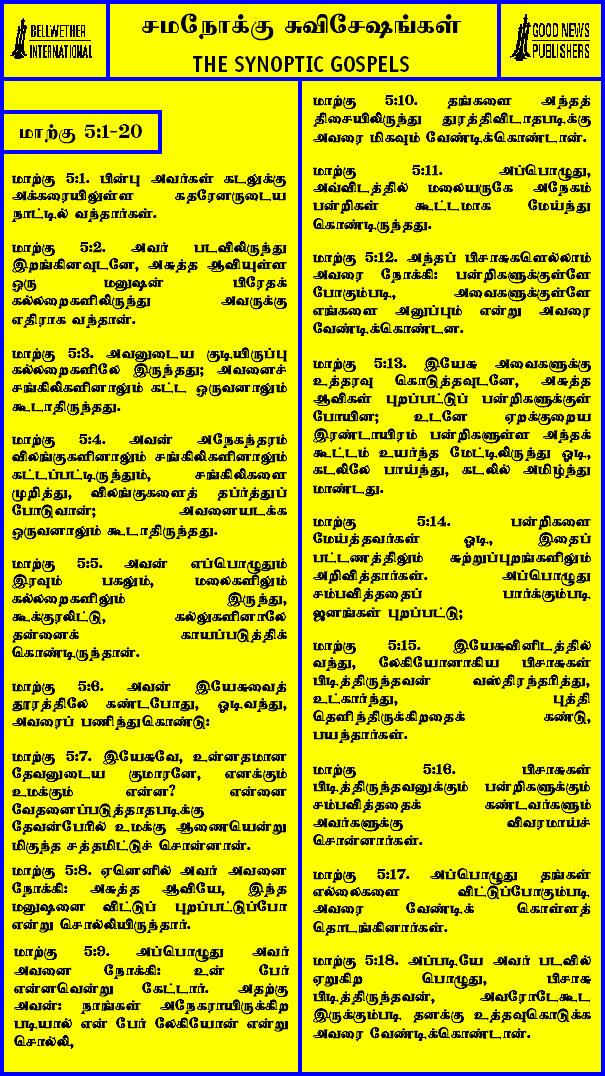 BELLWETHER
INTERNATIONAL
சமநோக்கு சுவிசேஷங்கள்
THE SYNOPTIC GOSPELS
GOOD NEWS
PUBLISHERS
மாற்கு 5:1-20
மாற்கு 5:1. பின்பு அவர்கள் கடலுக்கு
அக்கரையிலுள்ள கதரேனருடைய
நாட்டில் வந்தார்கள்.
மாற்கு 5:2. அவர் படவிலிருந்து
இறங்கினவுடனே, அசுத்த ஆவியுள்ள
ஒரு மனுஷன் பிரேதக்
கல்லறைகளிலிருந்து அவருக்கு
எதிராக வந்தான்.
மாற்கு 5:3. அவனுடைய குடியிருப்பு
கல்லறைகளிலே இருந்தது; அவனைச்
சங்கிலிகளினாலும் கட்ட ஒருவனாலும்
கூடாதிருந்தது.
மாற்கு 5:4. அவன் அநேகந்தரம்
விலங்குகளினாலும் சங்கிலிகளினாலும்
கட்டப்பட்டிருந்தும், சங்கிலிகளை
முறித்து, விலங்குகளைத் தபர்த்துப்
போடுவான்; அவனையடக்க
ஒருவனாலும் கூடாதிருந்தது.
மாற்கு 5:5. அவன் எப்பொழுதும்
இரவும் பகலும், மலைகளிலும்
கல்லறைகளிலும் இருந்து,
கூக்குரலிட்டு, கல்லுகளினாலே
தன்னைக் காயப்படுத்திக்
கொண்டிருந்தான்.
மாற்கு 5:6. அவன் இயேசுவைத்
தூரத்திலே கண்டபோது, ஓடிவந்து,
அவரைப் பணிந்துகொண்டு:
மாற்கு 5:7. இயேசுவே, உன்னதமான
தேவனுடைய குமாரனே, எனக்கும்
உமக்கும் என்ன? என்னை
வேதனைப்படுத்தாதபடிக்கு
தேவன்பேரில் உமக்கு ஆணையென்று
மிகுந்த சத்தமிட்டுச் சொன்னான்.
மாற்கு 5:8. ஏனெனில் அவர் அவனை
நோக்கி: அசுத்த ஆவியே, இந்த
மனுஷனை விட்டுப் புறப்பட்டுப்போ
என்று சொல்லியிருந்தார்.
மாற்கு 5:9. அப்பொழுது அவர்
அவனை நோக்கி: உன் பேர்
என்னவென்று கேட்டார். அதற்கு
அவன்: நாங்கள் அநேகராயிருக்கிற
படியால் என் பேர் லேகியோன் என்று
சொல்லி,
மாற்கு 5:10. தங்களை அந்தத்
திசையிலிருந்து துரத்திவிடாதபடிக்கு
அவரை மிகவும் வேண்டிக்கொண்டான்.
மாற்கு 5:11. அப்பொழுது,
அவ்விடத்தில் மலையருகே அநேகம்
பன்றிகள் கூட்டமாக மேய்ந்து
கொண்டிருந்தது.
மாற்கு 5:12. அந்தப் பிசாசுகளெல்லாம்
அவரை நோக்கி: பன்றிகளுக்குள்ளே
போகும்படி, அவைகளுக்குள்ளே
எங்களை அனுப்பும் என்று அவரை
வேண்டிக்கொண்டன.
மாற்கு 5:13. இயேசு அவைகளுக்கு
உத்தரவு கொடுத்தவுடனே, அசுத்த
ஆவிகள் புறப்பட்டுப் பன்றிகளுக்குள்
போயின; உடனே ஏறக்குறைய
இரண்டாயிரம் பன்றிகளுள்ள அந்தக்
கூட்டம் உயர்ந்த மேட்டிலிருந்து ஓடி,
கடலிலே பாய்ந்து, கடலில் அமிழ்ந்து
மாண்டது.
மாற்கு 5:14. பன்றிகளை
மேய்த்தவர்கள் ஓடி, இதைப்
பட்டணத்திலும் சுற்றுப்புறங்களிலும்
அறிவித்தார்கள். அப்பொழுது
சம்பவித்ததைப் பார்க்கும்படி
ஜனங்கள் புறப்பட்டு;
மாற்கு 5:15. இயேசுவினிடத்தில்
வந்து, லேகியோனாகிய பிசாசுகள்
பிடித்திருந்தவன் வஸ்திரந்தரித்து,
உட்கார்ந்து, புத்தி
தெளிந்திருக்கிறதைக் கண்டு,
பயந்தார்கள்.
மாற்கு 5:16. பிசாசுகள்
பிடித்திருந்தவனுக்கும் பன்றிகளுக்கும்
சம்பவித்ததைக் கண்டவர்களும்
அவர்களுக்கு விவரமாய்ச்
சொன்னார்கள்.
மாற்கு 5:17. அப்பொழுது தங்கள்
எல்லைகளை விட்டுப்போகும்படி
அவரை வேண்டிக் கொள்ளத்
தொடங்கினார்கள்.
மாற்கு 5:18. அப்படியே அவர் படவில்
ஏறுகிற பொழுது, பிசாசு
பிடித்திருந்தவன், அவரோடேகூட
இருக்கும்படி தனக்கு உத்தவுகொடுக்க
அவரை வேண்டிக்கொண்டான்.